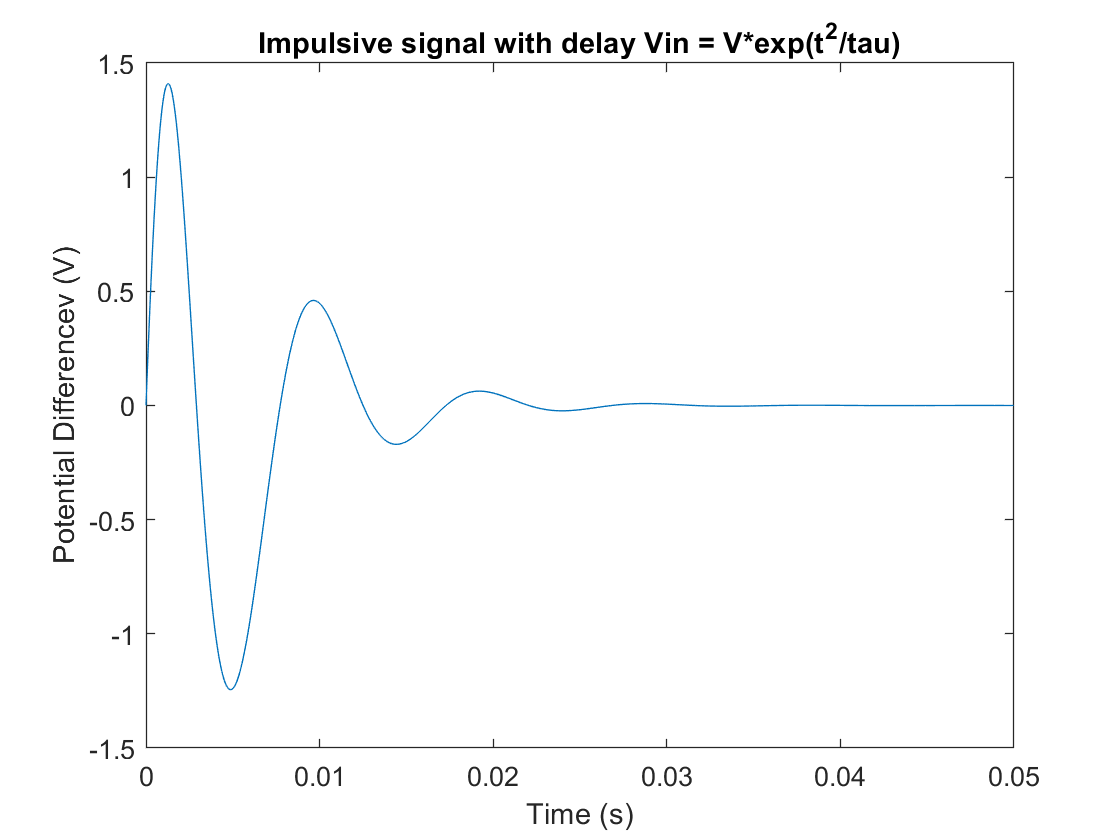 Impulsive signal with delay Vin = V*exp(t²/tau)
1.5
1
0.5
0
-0.5
-1
-1.5
Potential Differencev (V)
0 0.01 0.02 0.03 0.04 0.05
Time (s)